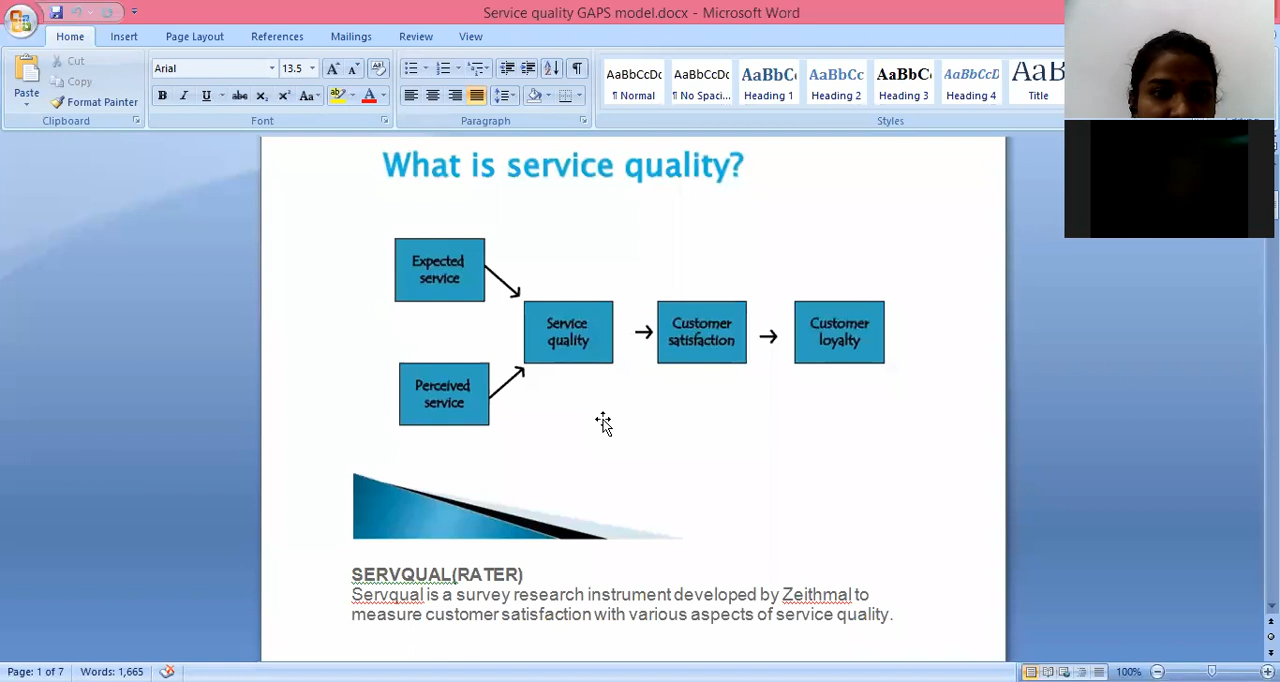 Service quality GAPS model.docx - Microsoft Word
Home Insert Page Layout References Mailings Review View
Paste
Cut
Copy
Format Painter
Clipboard
Arial 13.5
Font
Paragraph
AaBbCcDc AaBbCcDc AaBbC( AaBbCc AaBbC( AaBbCcD AaB
¶ Normal ¶ No Spaci... Heading 1 Heading 2 Heading 3 Heading 4 Title
Styles
What is service quality?
Expected
service
Service
quality
Customer
satisfaction
Customer
loyalty
Perceived
service
SERVQUAL(RATER)
Servqual is a survey research instrument developed by Zeithmal to
measure customer satisfaction with various aspects of service quality.
Page: 1 of 7 Words: 1,665 100%